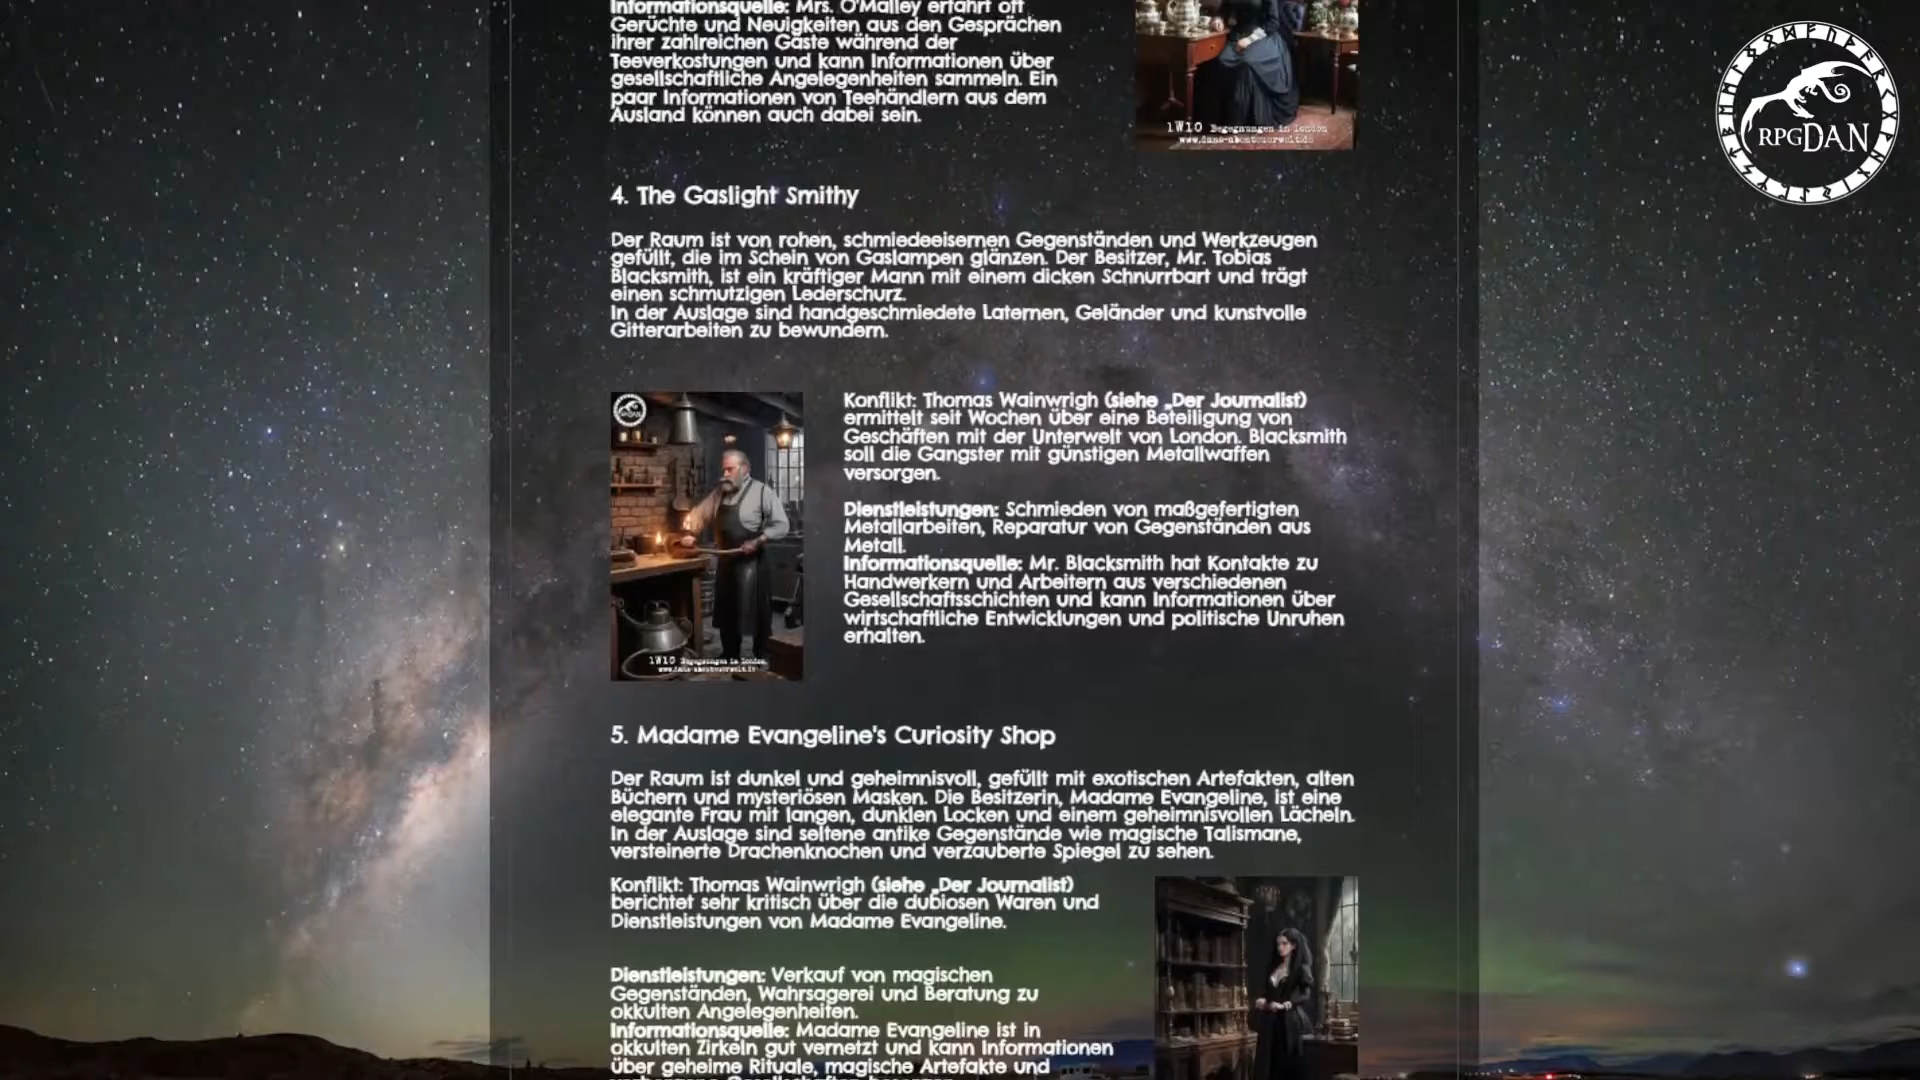 Informationsquelle: Mrs. O'Malley erfährt oft
Gerüchte und Neuigkeiten aus den Gesprächen
ihrer zahlreichen Gäste während der
Teeverkostungen und kann Informationen über
gesellschaftliche Angelegenheiten sammeln. Ein
paar Informationen von Teehändlern aus dem
Ausland können auch dabei sein.
1W10 Begegnungen in London
www.dans-abenteuerwelt.de
RPGDAN
4. The Gaslight Smithy
Der Raum ist von rohen, schmiedeeisernen Gegenständen und Werkzeugen
gefüllt, die im Schein von Gaslampen glänzen. Der Besitzer, Mr. Tobias
Blacksmith, ist ein kräftiger Mann mit einem dicken Schnurrbart und trägt
einen schmutzigen Lederschurz.
In der Auslage sind handgeschmiedete Laternen, Geländer und kunstvolle
Gitterarbeiten zu bewundern.
Konflikt: Thomas Wainwrigh (siehe „Der Journalist)
ermittelt seit Wochen über eine Beteiligung von
Geschäften mit der Unterwelt von London. Blacksmith
soll die Gangster mit günstigen Metallwaffen
versorgen.
Dienstleistungen: Schmieden von maßgefertigten
Metallarbeiten, Reparatur von Gegenständen aus
Metall.
Informationsquelle: Mr. Blacksmith hat Kontakte zu
Handwerkern und Arbeitern aus verschiedenen
Gesellschaftsschichten und kann Informationen über
wirtschaftliche Entwicklungen und politische Unruhen
erhalten.
1W10 Begegnungen in London
www.dans-abenteuerwelt.de
5. Madame Evangeline's Curiosity Shop
Der Raum ist dunkel und geheimnisvoll, gefüllt mit exotischen Artefakten, alten
Büchern und mysteriösen Masken. Die Besitzerin, Madame Evangeline, ist eine
elegante Frau mit langen, dunklen Locken und einem geheimnisvollen Lächeln.
In der Auslage sind seltene antike Gegenstände wie magische Talismane,
versteinerte Drachenknochen und verzauberte Spiegel zu sehen.
Konflikt: Thomas Wainwrigh (siehe „Der Journalist)
berichtet sehr kritisch über die dubiosen Waren und
Dienstleistungen von Madame Evangeline.
Dienstleistungen: Verkauf von magischen
Gegenständen, Wahrsagerei und Beratung zu
okkulten Angelegenheiten.
Informationsquelle: Madame Evangeline ist in
okkulten Zirkeln gut vernetzt und kann Informationen
über geheime Rituale, magische Artefakte und